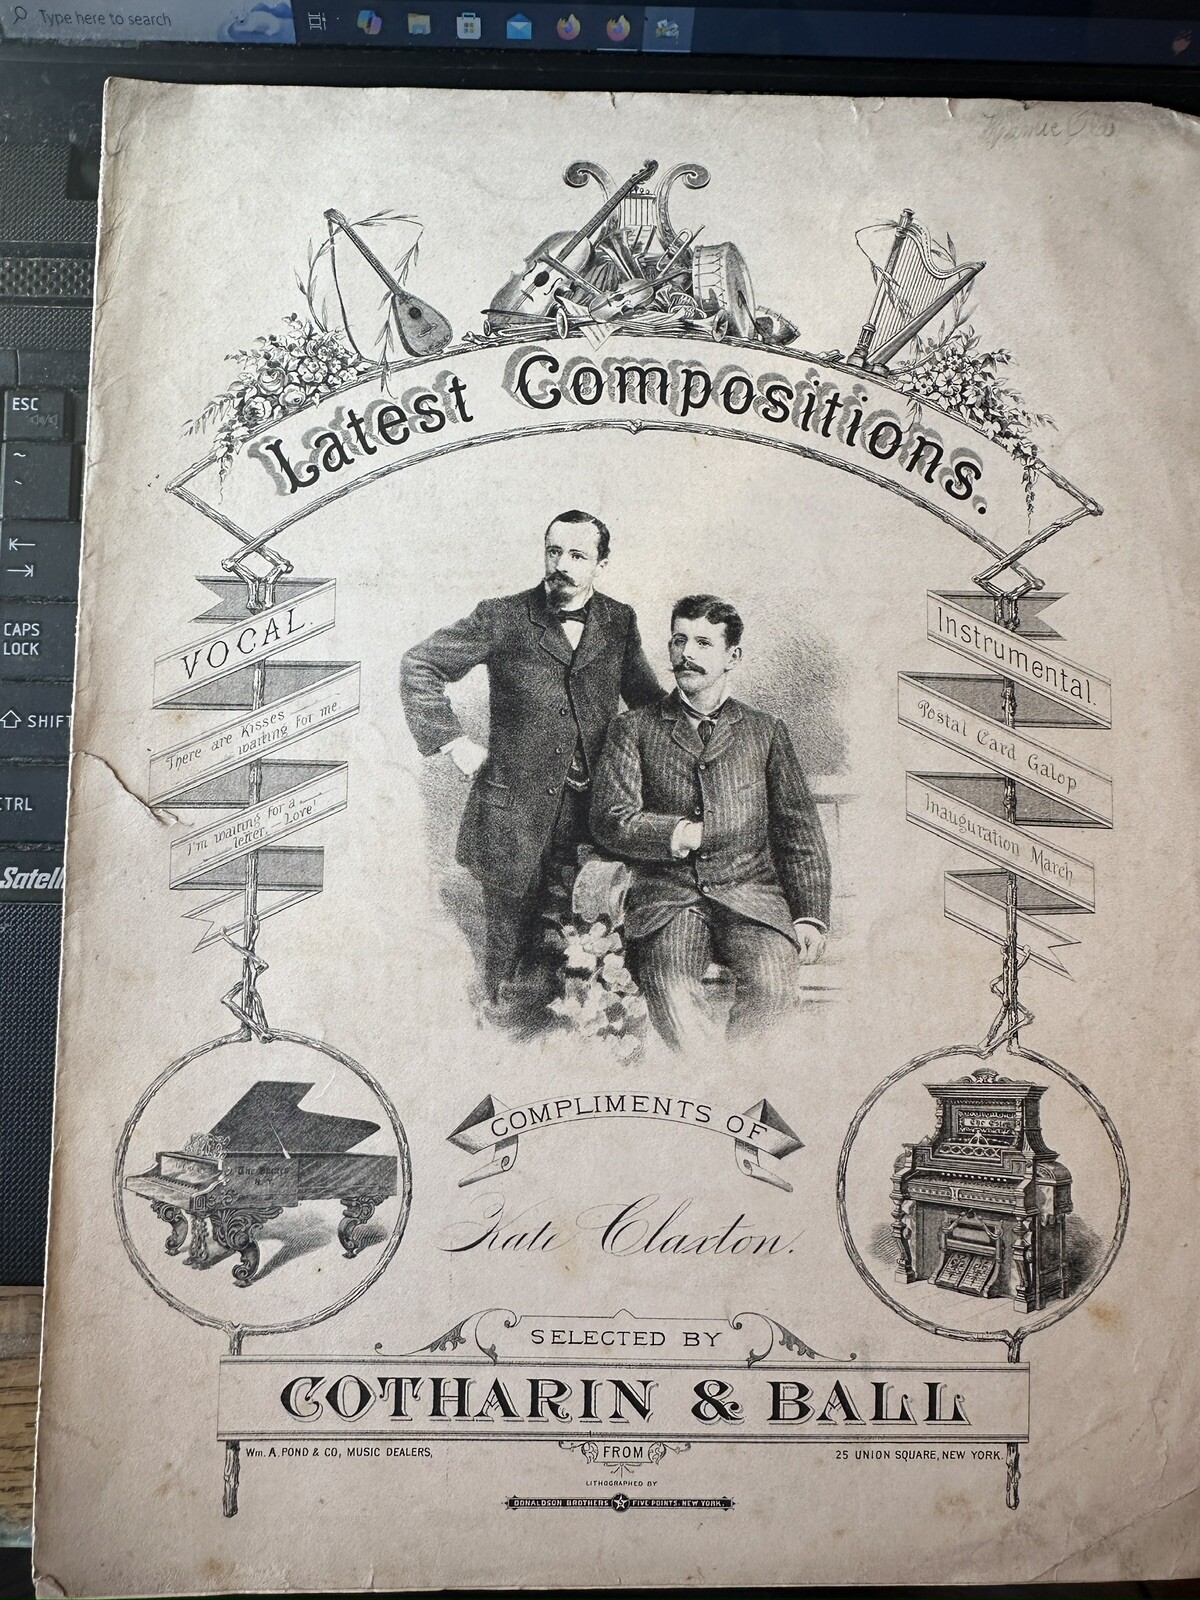 Type here to search
Latest Compositions.
VOCAL.
There are Kisses
waiting for me.
I'm waiting for a
letter, Love!
Instrumental.
Postal Card Galop
Inauguration March
ESC
~
CAPS
LOCK
SHIFT
CTRL
Satell
COMPLIMENTS OF
Kate Claxton.
SELECTED BY
COTHARIN & BALL
Wm. A. POND & CO, MUSIC DEALERS,
FROM
25 UNION SQUARE, NEW YORK.
LITHOGRAPHED BY
DONALDSON BROTHERS FIVE POINTS, NEW YORK.